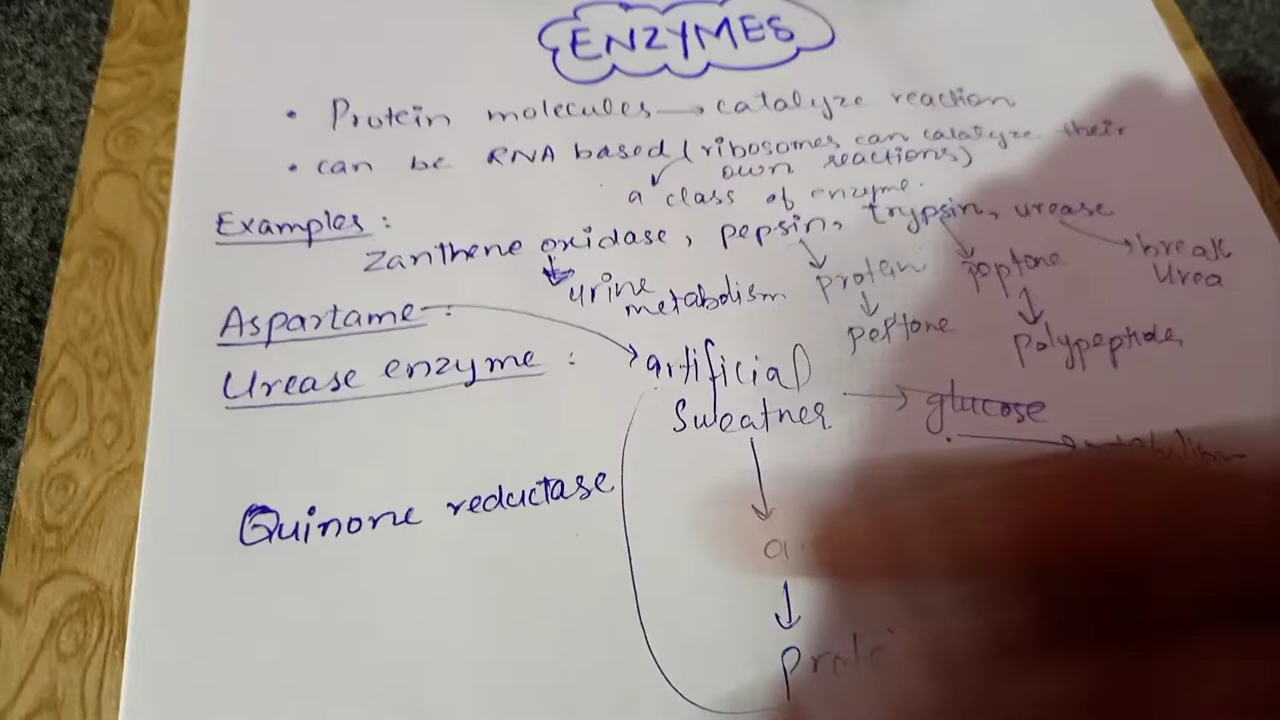 ENZYMES
• Protein molecules → catalyze reaction
• can be RNA based (ribosomes can catalyze their
own reactions)
a class of enzyme.
Examples:
Zanthene oxidase, pepsin, trypsin, urease
urine
metabolism
protein
peptone
peptone
polypeptide
break
urea
Aspartame :
Urease enzyme :
artificial
Sweatner → glucose
Quinone reductase